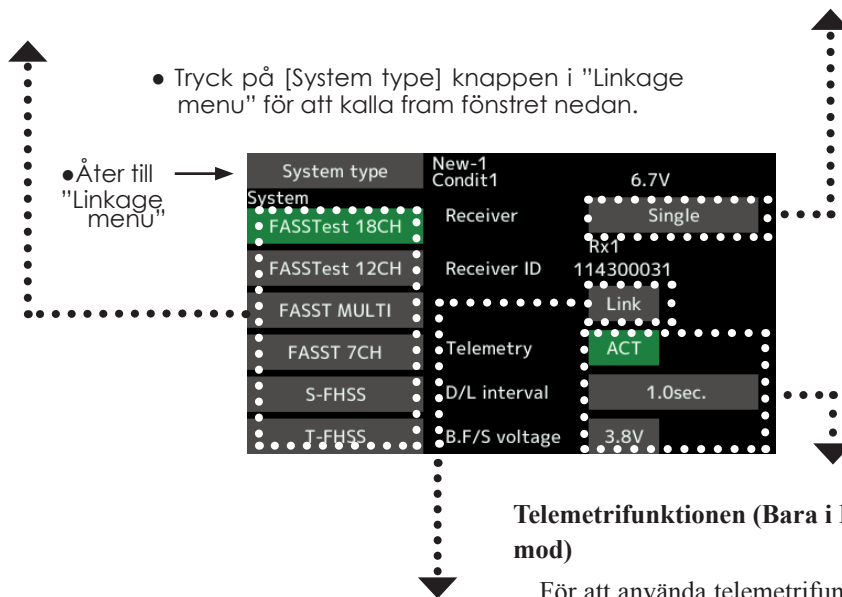 ● Tryck på [System type] knappen i ”Linkage
menu” för att kalla fram fönstret nedan.
●Åter till
”Linkage
menu”
System type
New-1
Condit1
6.7V
System
FASSTest 18CH
Receiver
Single
Rx1
FASSTest 12CH
Receiver ID
114300031
FASST MULTI
Link
FASST 7CH
Telemetry
ACT
S-FHSS
D/L interval
1.0sec.
T-FHSS
B.F/S voltage
3.8V
Telemetrifunktionen (Bara i
mod)
För att använda